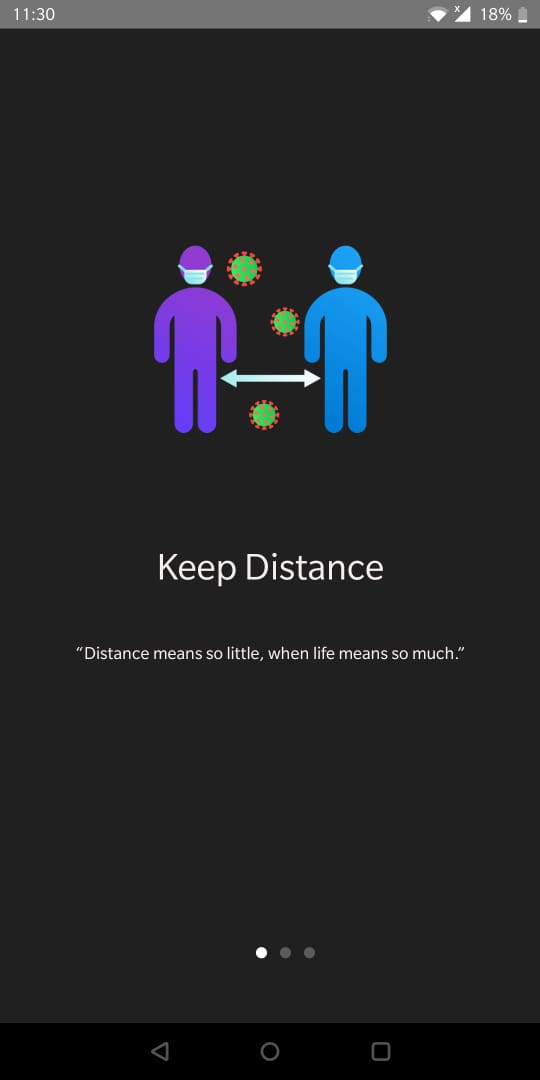 11:30
x
18%
Keep Distance
“Distance means so little, when life means so much.”